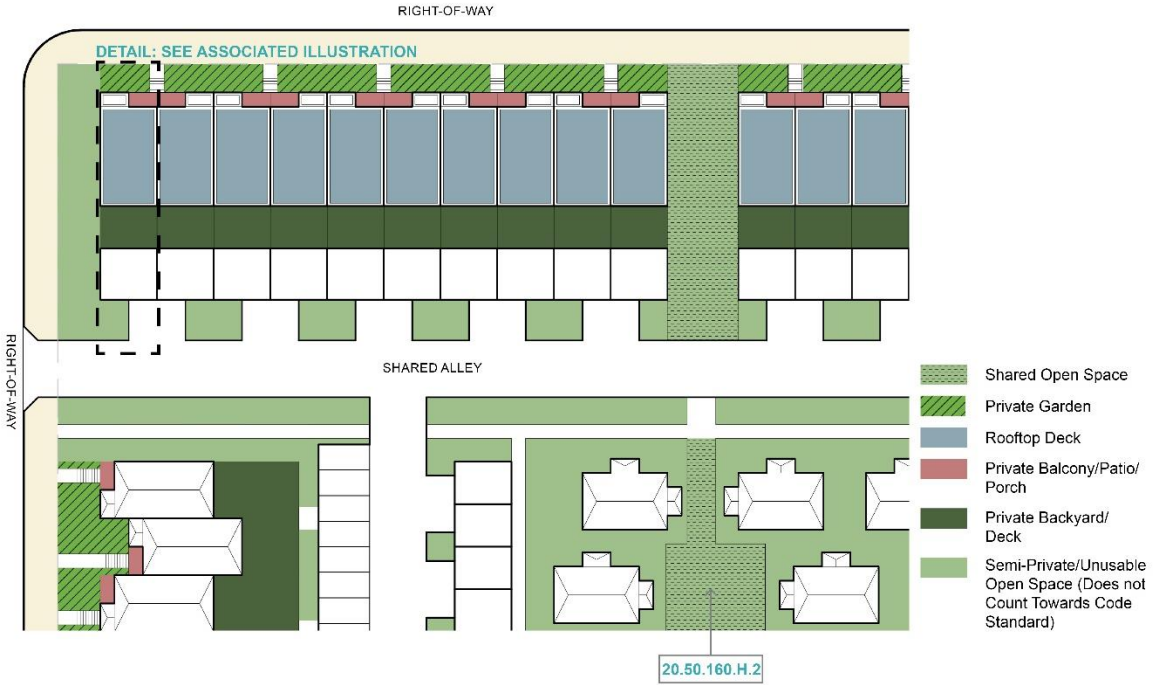 RIGHT-OF-WAY
DETAIL: SEE ASSOCIATED ILLUSTRATION
RIGHT-OF-WAY
SHARED ALLEY
Shared Open Space
Private Garden
Rooftop Deck
Private Balcony/Patio/
Porch
Private Backyard/
Deck
Semi-Private/Unusable
Open Space (Does not
Count Towards Code
Standard)
20.50.160.H.2